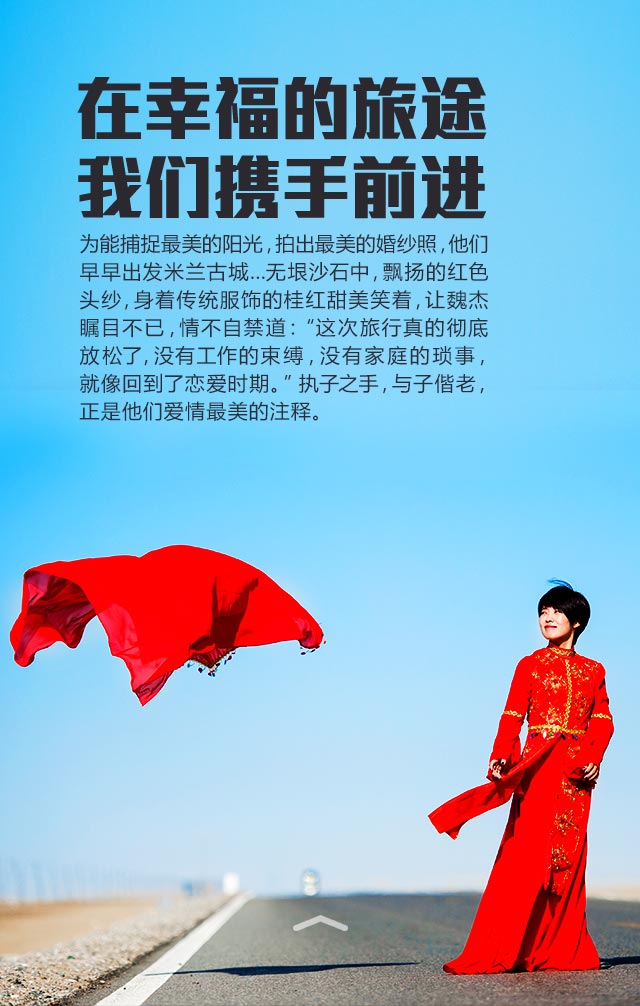 在幸福的旅途
我们携手前进
为能捕捉最美的阳光，拍出最美的婚纱照，他们
早早出发米兰古城...无垠沙石中，飘扬的红色
头纱，身着传统服饰的桂红甜美笑着，让魏杰
瞩目不已，情不自禁道：“这次旅行真的彻底
放松了，没有工作的束缚，没有家庭的琐事，
就像回到了恋爱时期。”执子之手，与子偕老，
正是他们爱情最美的注释。